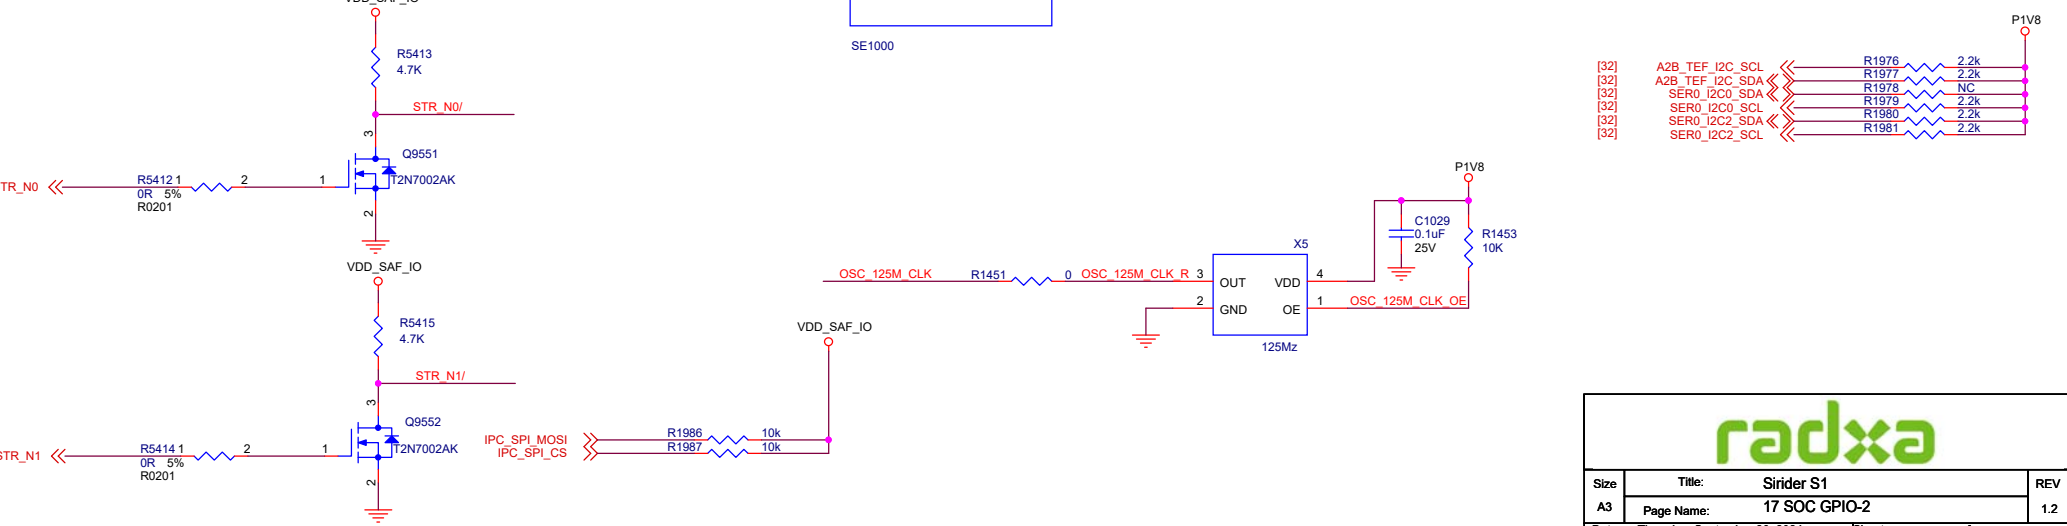 VDD_SAF_IO
R5413
4.7K
STR_N0/
3
Q9551
T2N7002AK
TR_N0
R5412 1
2
1
0R 5%
R0201
2
VDD_SAF_IO
R5415
4.7K
STR_N1/
3
Q9552
T2N7002AK
STR_N1
R5414 1
2
1
0R 5%
R0201
2
SE1000
IPC_SPI_MOSI R1986 10k
IPC_SPI_CS R1987 10k
VDD_SAF_IO
OSC_125M_CLK R1451 0 OSC_125M_CLK_R 3
2
X5
OUT VDD
GND OE
125Mz
4
1 OSC_125M_CLK_OE
P1V8
C1029
0.1uF
25V
R1453
10K
P1V8
[32] A2B_TEF_I2C_SCL R1976 2.2k
[32] A2B_TEF_I2C_SDA R1977 2.2k
[32] SER0_I2C0_SDA R1978 NC
[32] SER0_I2C0_SCL R1979 2.2k
[32] SER0_I2C2_SDA R1980 2.2k
[32] SER0_I2C2_SCL R1981 2.2k
radxa
Size Title: Sirider S1 REV
A3 Page Name: 17 SOC GPIO-2 1.2